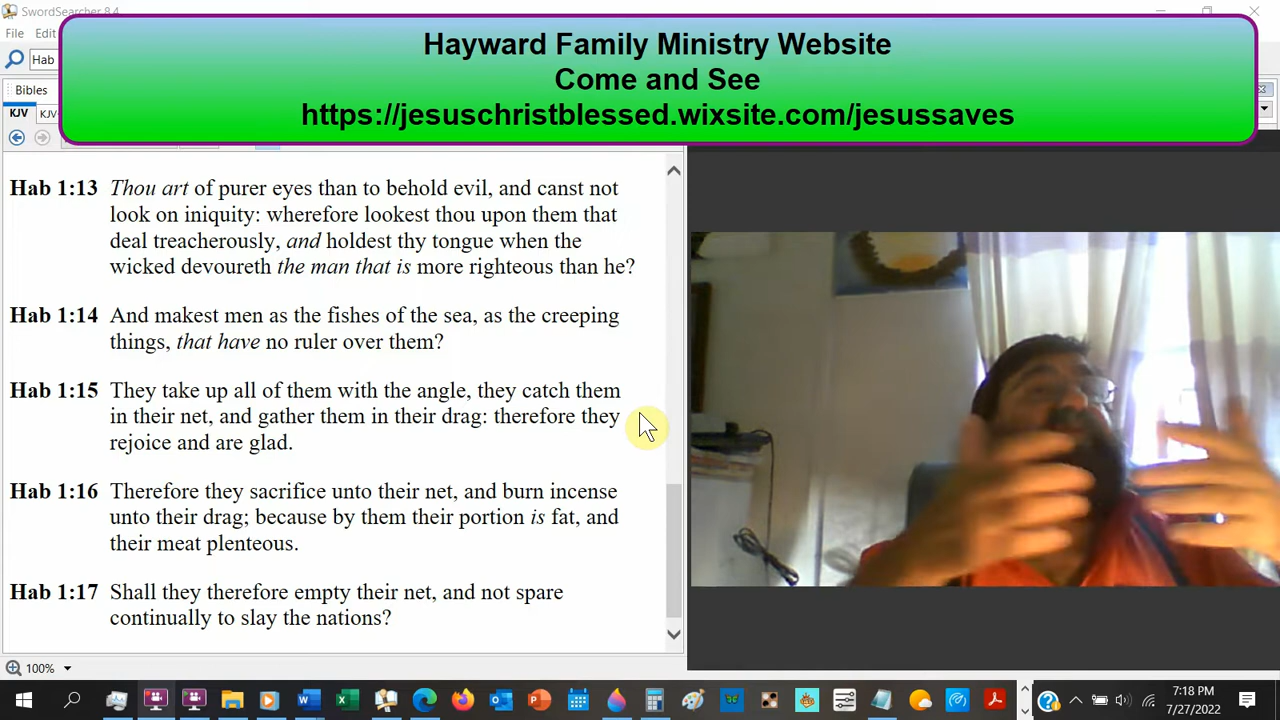 SwordSearcher 8.4
File Edit
Hab
Bibles
KJV KJV
Hayward Family Ministry Website
Come and See
https://jesuschristblessed.wixsite.com/jesussaves
Hab 1:13 Thou art of purer eyes than to behold evil, and canst not
look on iniquity: wherefore lookest thou upon them that
deal treacherously, and holdest thy tongue when the
wicked devoureth the man that is more righteous than he?
Hab 1:14 And makest men as the fishes of the sea, as the creeping
things, that have no ruler over them?
Hab 1:15 They take up all of them with the angle, they catch them
in their net, and gather them in their drag: therefore they
rejoice and are glad.
Hab 1:16 Therefore they sacrifice unto their net, and burn incense
unto their drag; because by them their portion is fat, and
their meat plenteous.
Hab 1:17 Shall they therefore empty their net, and not spare
continually to slay the nations?
100%
7:18 PM
7/27/2022